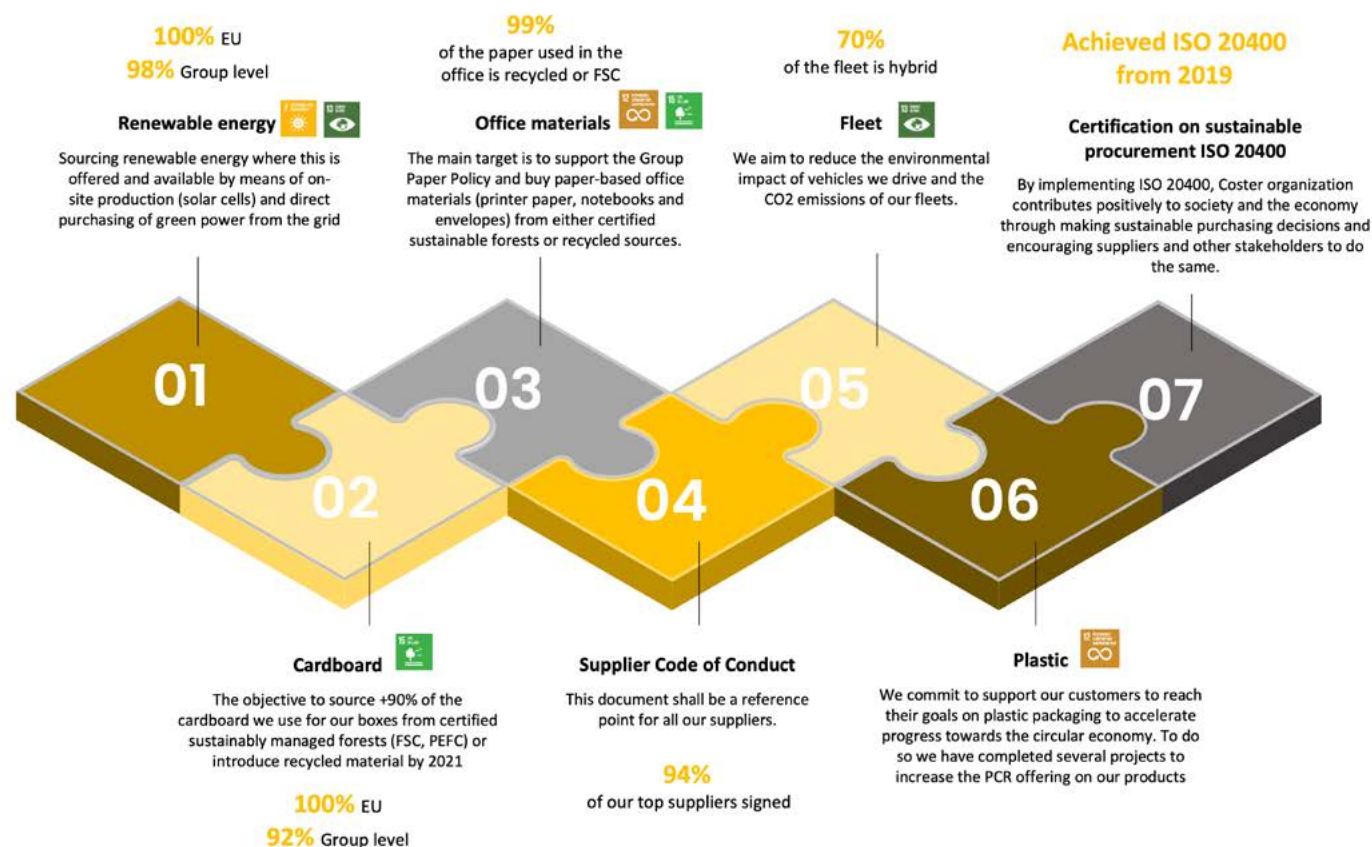 100% EU
98% Group level
Renewable energy
Sourcing renewable energy where this is
offered and available by means of on-
site production (solar cells) and direct
purchasing of green power from the grid
99%
of the paper used in the
office is recycled or FSC
Office materials
The main target is to support the Group
Paper Policy and buy paper-based office
materials (printer paper, notebooks and
envelopes) from either certified
sustainable forests or recycled sources.
70%
of the fleet is hybrid
Fleet
We aim to reduce the environmental
impact of vehicles we drive and the
CO2 emissions of our fleets.
Achieved ISO 20400
from 2019
Certification on sustainable
procurement ISO 20400
By implementing ISO 20400, Coster organization
contributes positively to society and the economy
through making sustainable purchasing decisions and
encouraging suppliers and other stakeholders to do
the same.
01
02
03
04
05
06
07
Cardboard
The objective to source +90% of the
cardboard we use for our boxes from certified
sustainably managed forests (FSC, PEFC) or
introduce recycled material by 2021
100% EU
92% Group level
Supplier Code of Conduct
This document shall be a reference
point for all our suppliers.
94%
of our top suppliers signed
Plastic
We commit to support our customers to reach
their goals on plastic packaging to accelerate
progress towards the circular economy. To do
so we have completed several projects to
increase the PCR offering on our products